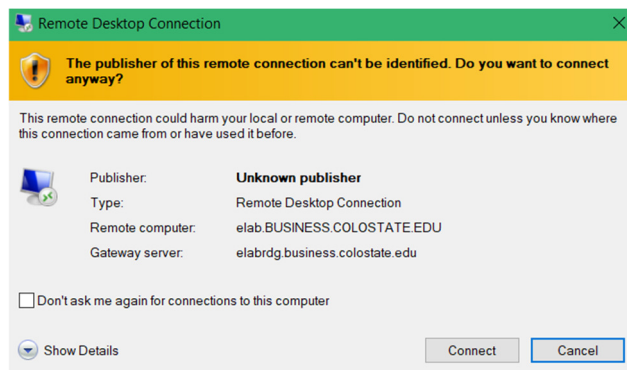 Remote Desktop Connection
The publisher of this remote connection can't be identified. Do you want to connect
anyway?
This remote connection could harm your local or remote computer. Do not connect unless you know where
this connection came from or have used it before.
Publisher: Unknown publisher
Type: Remote Desktop Connection
Remote computer: elab.BUSINESS.COLOSTATE.EDU
Gateway server: elabrdg.business.colostate.edu
Don't ask me again for connections to this computer
Show Details Connect Cancel